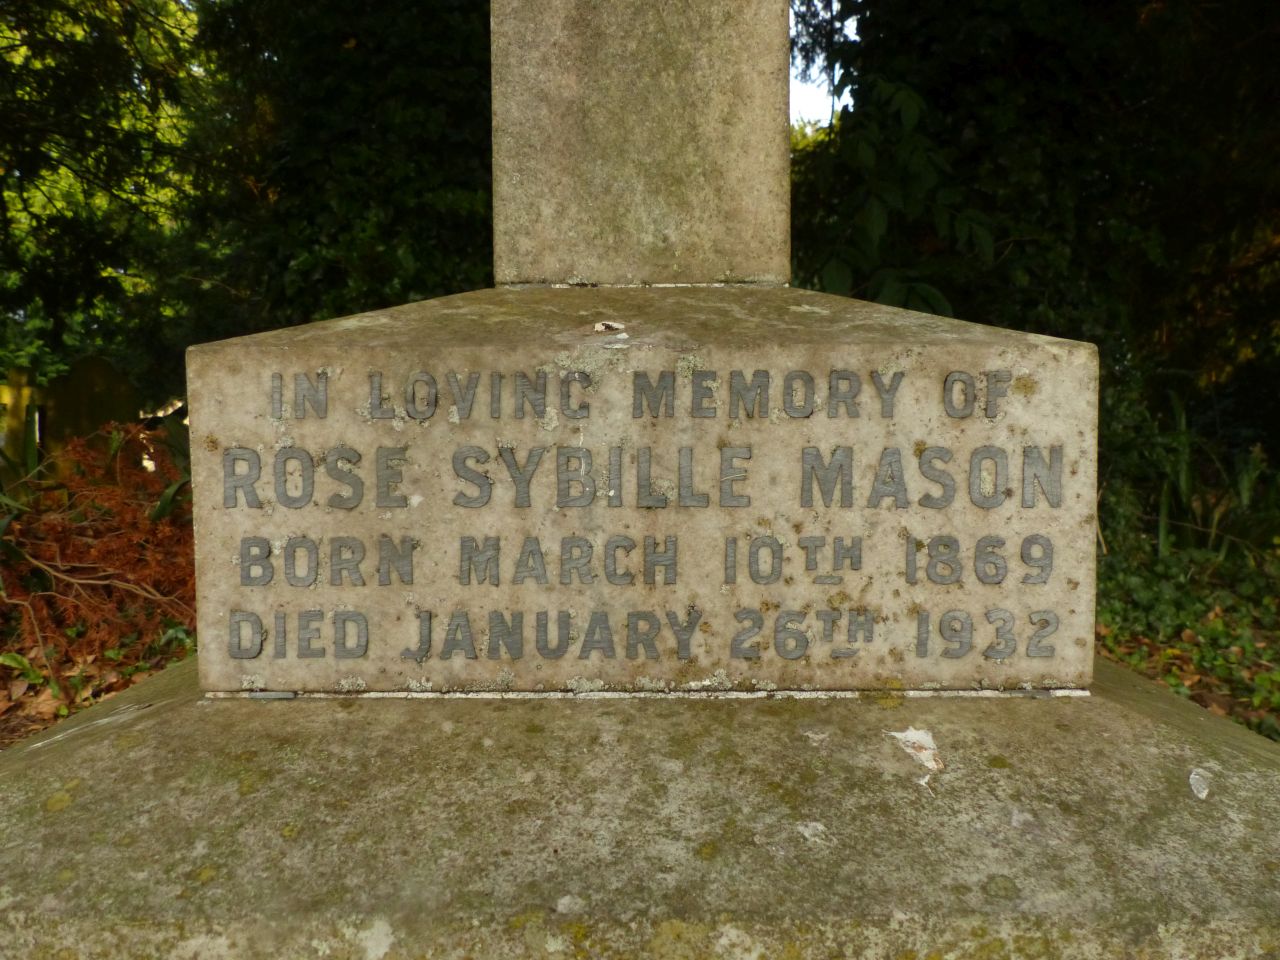 IN LOVING MEMORY OF
ROSE SYBILLE MASON
BORN MARCH 10TH 1869
DIED JANUARY 26TH 1932